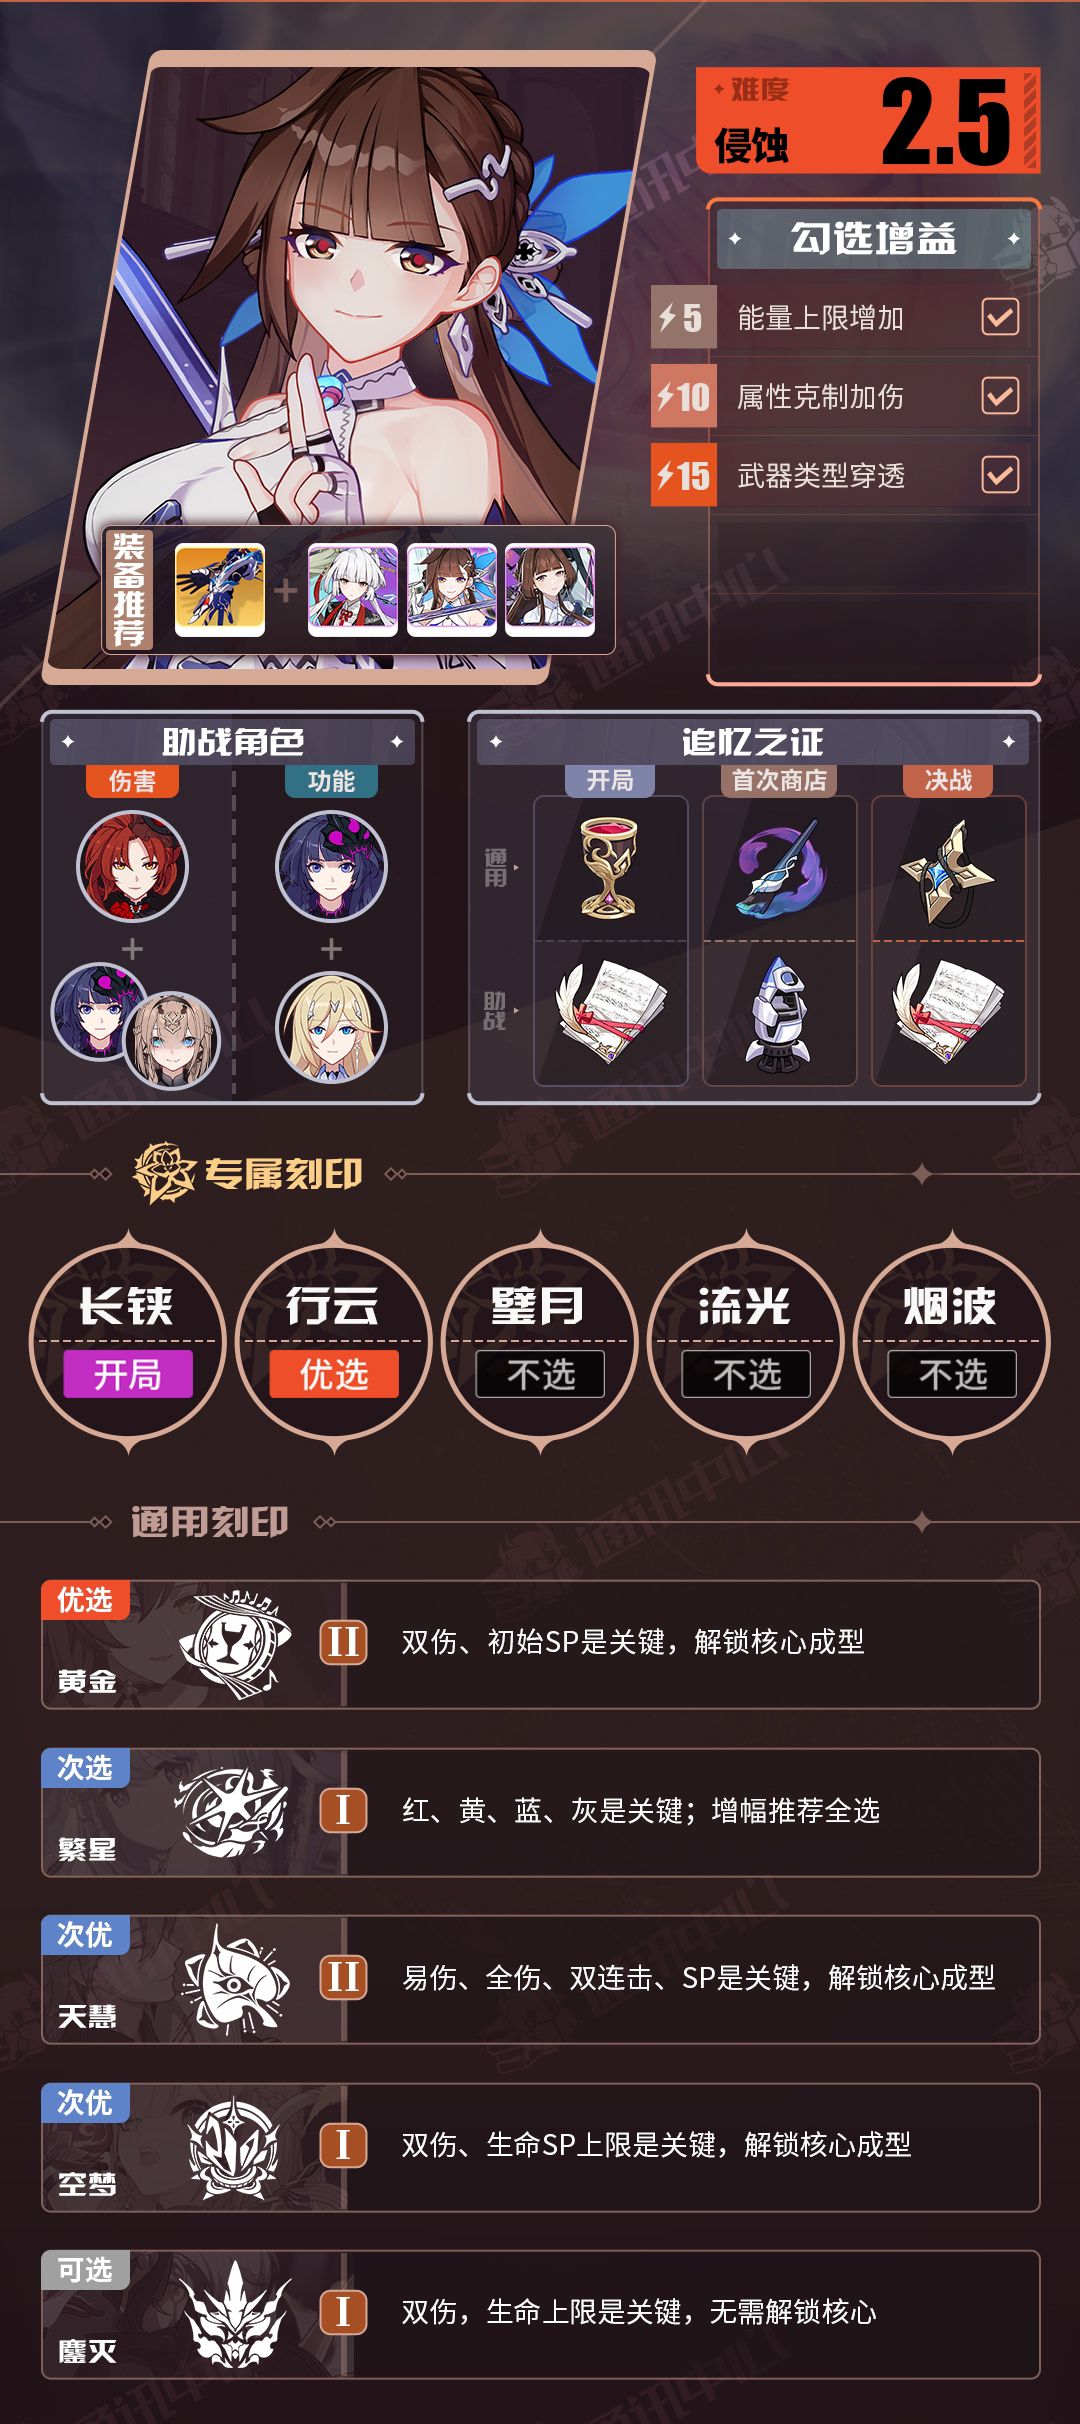 难度
侵蚀
2.5
勾选增益
5 能量上限增加
10 属性克制加伤
15 武器类型穿透
装备推荐
助战角色
伤害 功能
追忆之证
开局 首次商店 决战
通用
助战
专属刻印
长铗 行云 璧月 流光 烟波
开局 优选 不选 不选 不选
通用刻印
优选
黄金
II
双伤、初始SP是关键，解锁核心成型
次选
繁星
I
红、黄、蓝、灰是关键；增幅推荐全选
次优
天慧
II
易伤、全伤、双连击、SP是关键，解锁核心成型
次优
空梦
I
双伤、生命SP上限是关键，解锁核心成型
可选
鏖灭
I
双伤，生命上限是关键，无需解锁核心
通讯中心